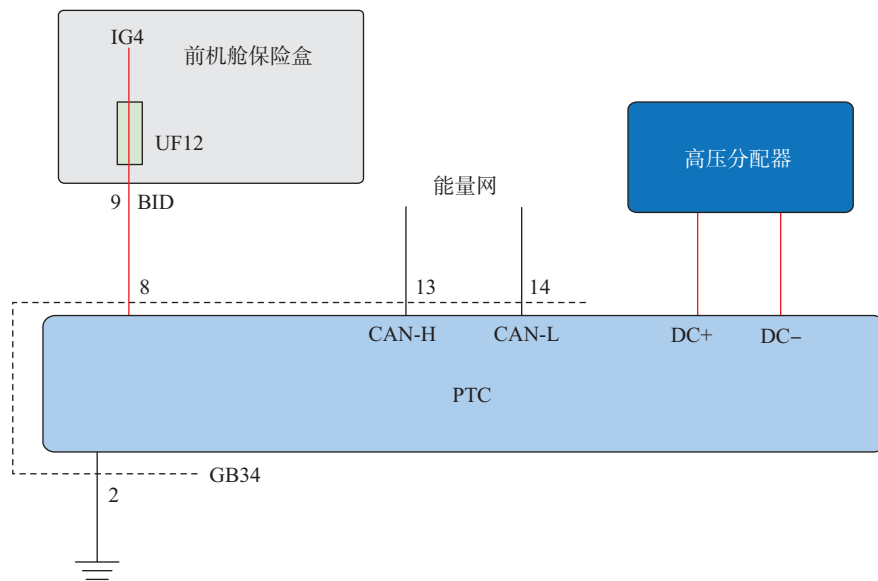 IG4
前机舱保险盒
UF12
9 BID
高压分配器
能量网
8
13
14
CAN-H
CAN-L
DC+
DC−
PTC
GB34
2